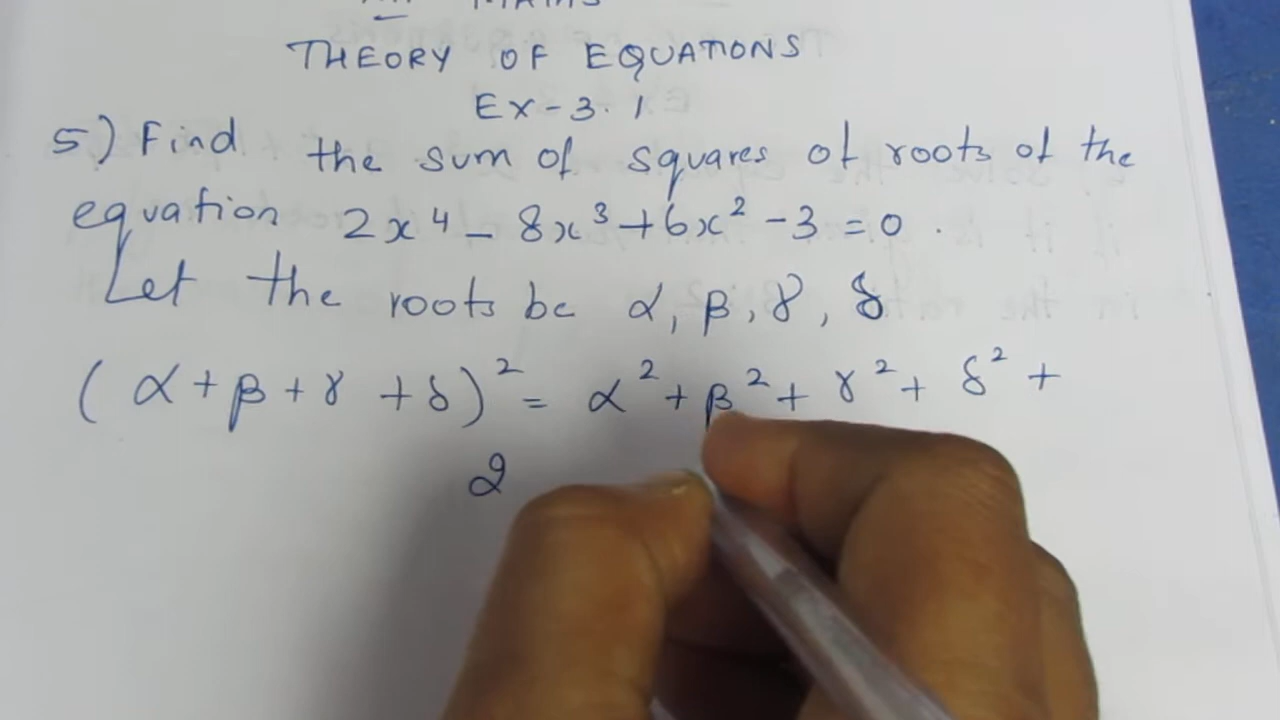 MATHS
THEORY OF EQUATIONS
EX-3.1
5) Find the sum of squares of roots of the
equation 2x⁴ - 8x³ + 6x² - 3 = 0.
Let the roots be α, β, γ, δ
(α + β + γ + δ)² = α² + β² + γ² + δ² +
2